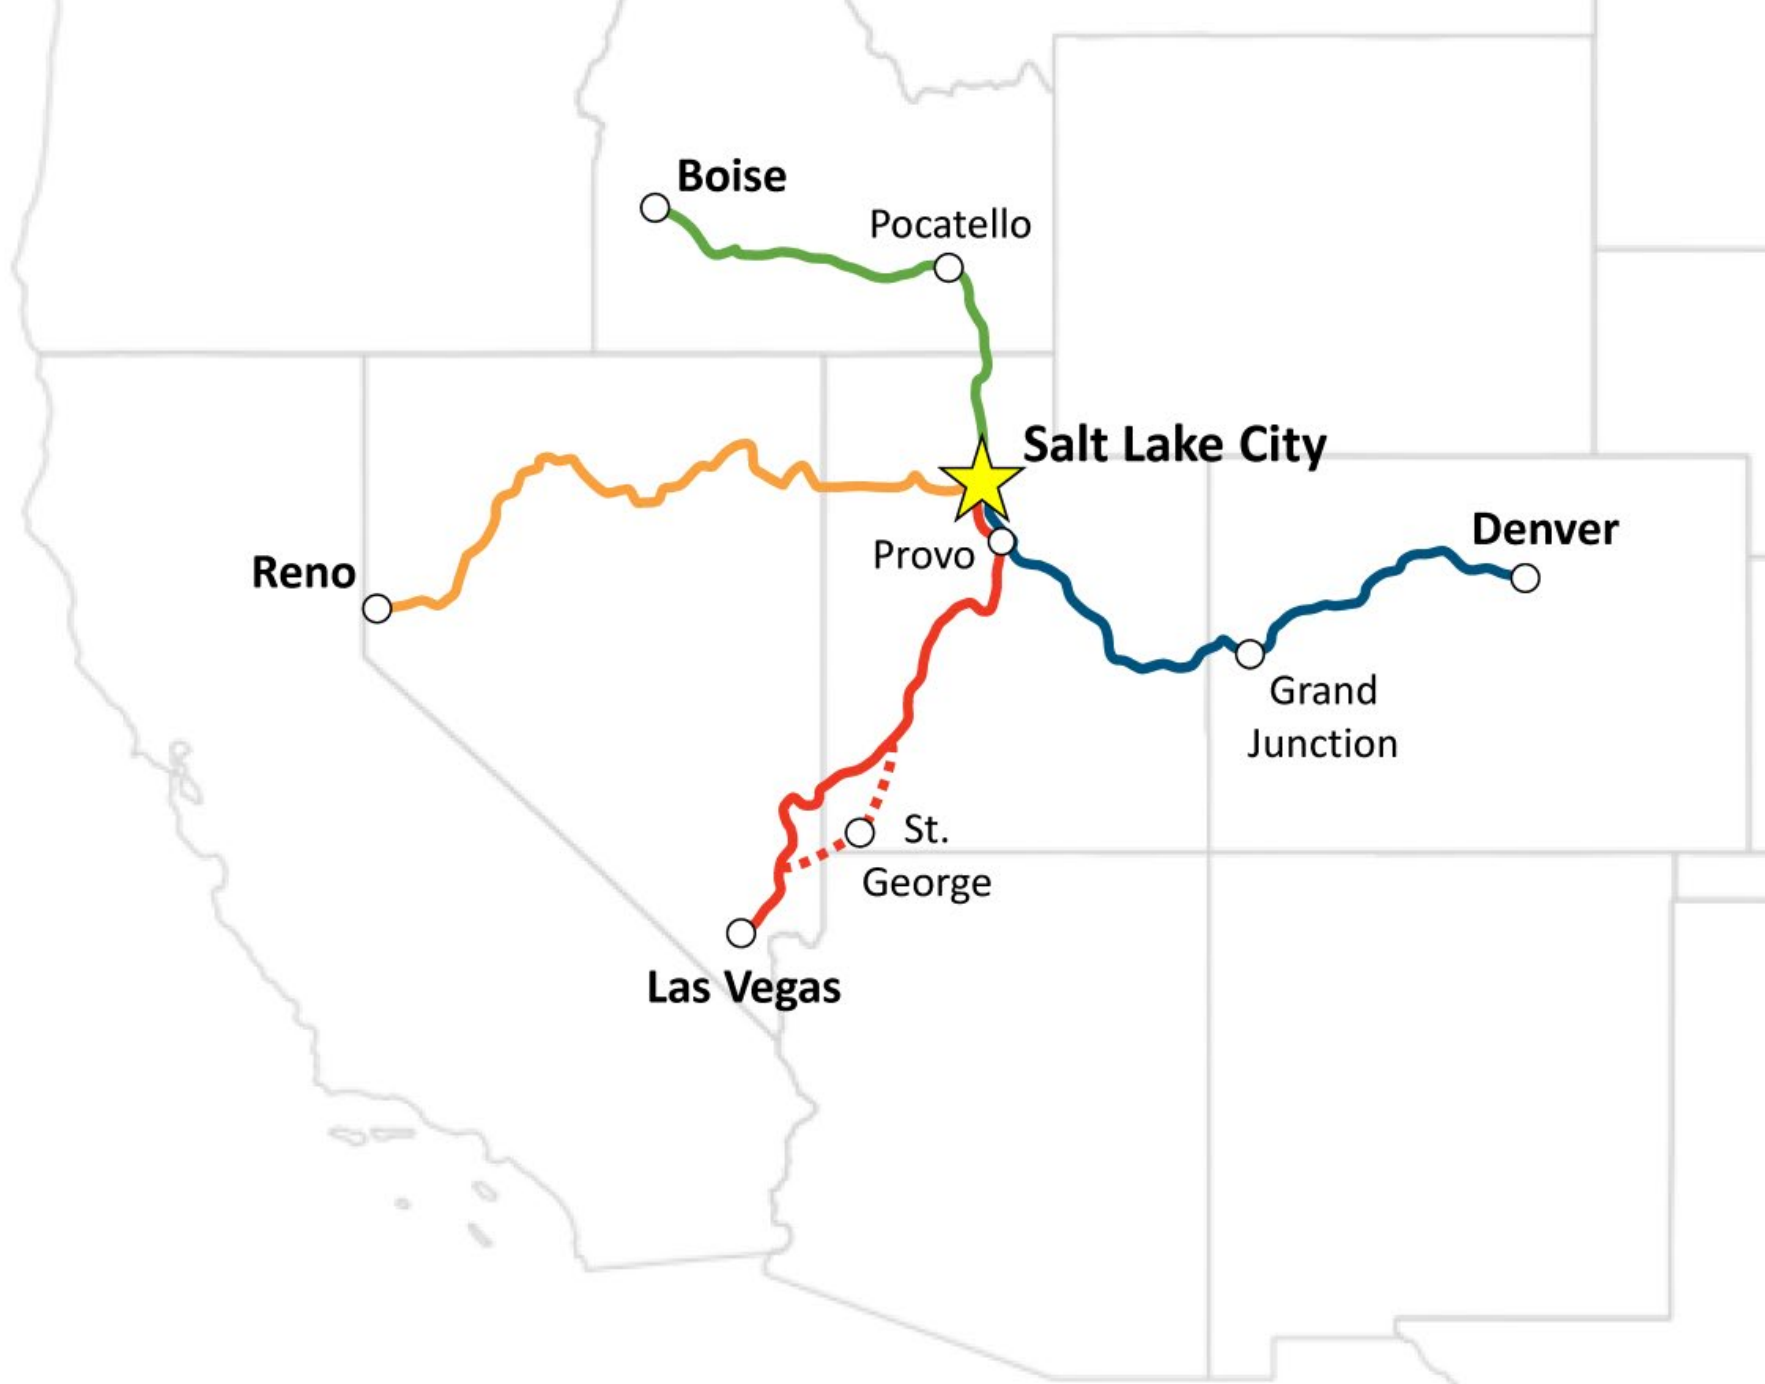 Boise
Pocatello
Salt Lake City
Denver
Provo
Reno
Grand
Junction
St.
George
Las Vegas